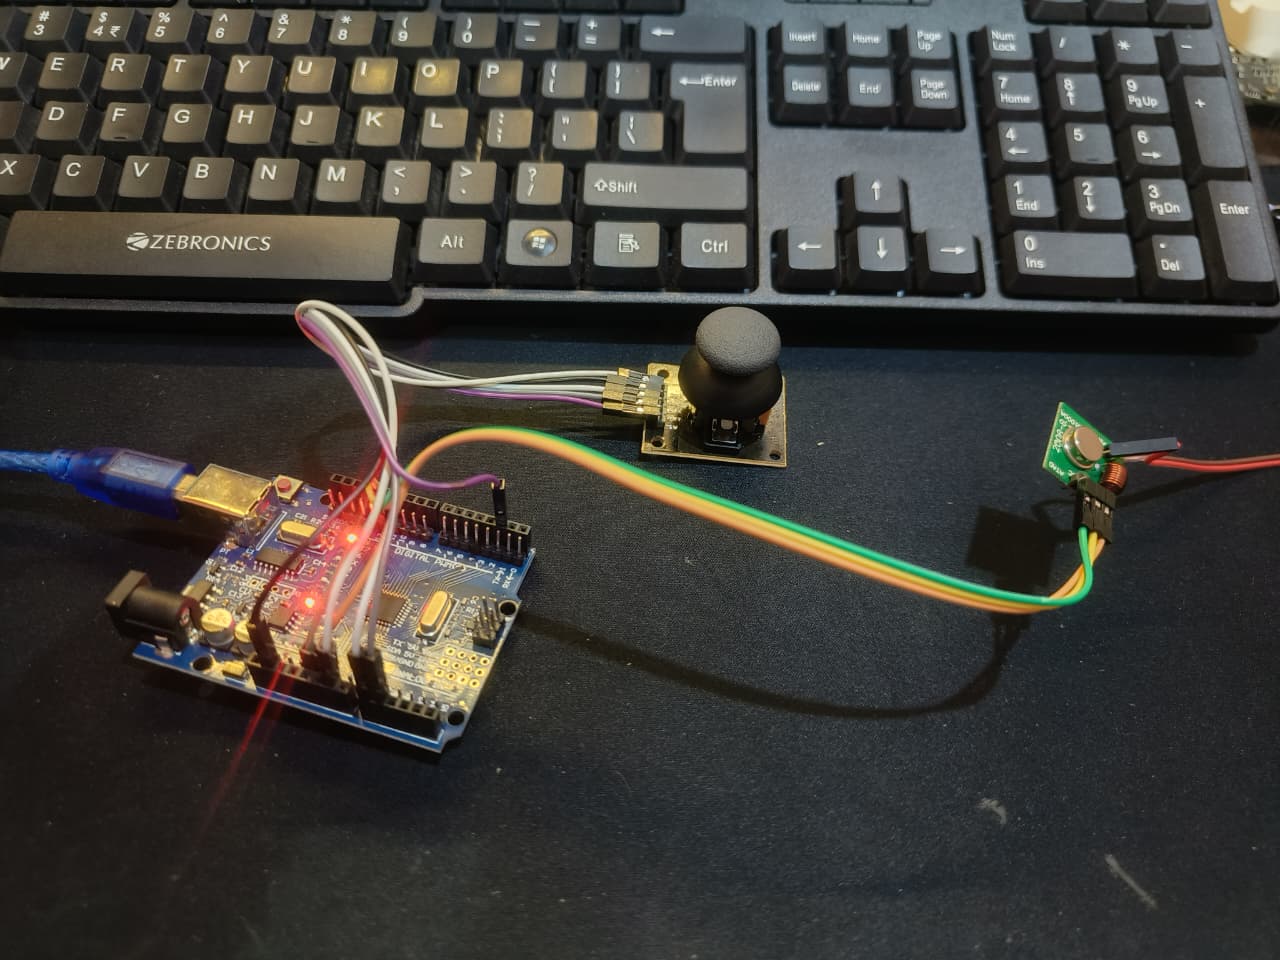 # 3
$ 4 ₹
% 5
^ 6
& 7
* 8
( 9
) 0
_ -
+ =
←
Insert
Home
Page Up
Num Lock
/
*
-
W
E
R
T
Y
U
I
O
P
{ [
} ]
←Enter
Delete
End
Page Down
7 Home
8 ↑
9 PgUp
+
D
F
G
H
J
K
L
: ;
" '
| \
4 ←
5
6 →
X
C
V
B
N
M
< ,
> .
? /
⇧Shift
↑
1 End
2 ↓
3 PgDn
Enter
ZEBRONICS
Alt
Ctrl
←
↓
→
0 Ins
. Del
DIGITAL